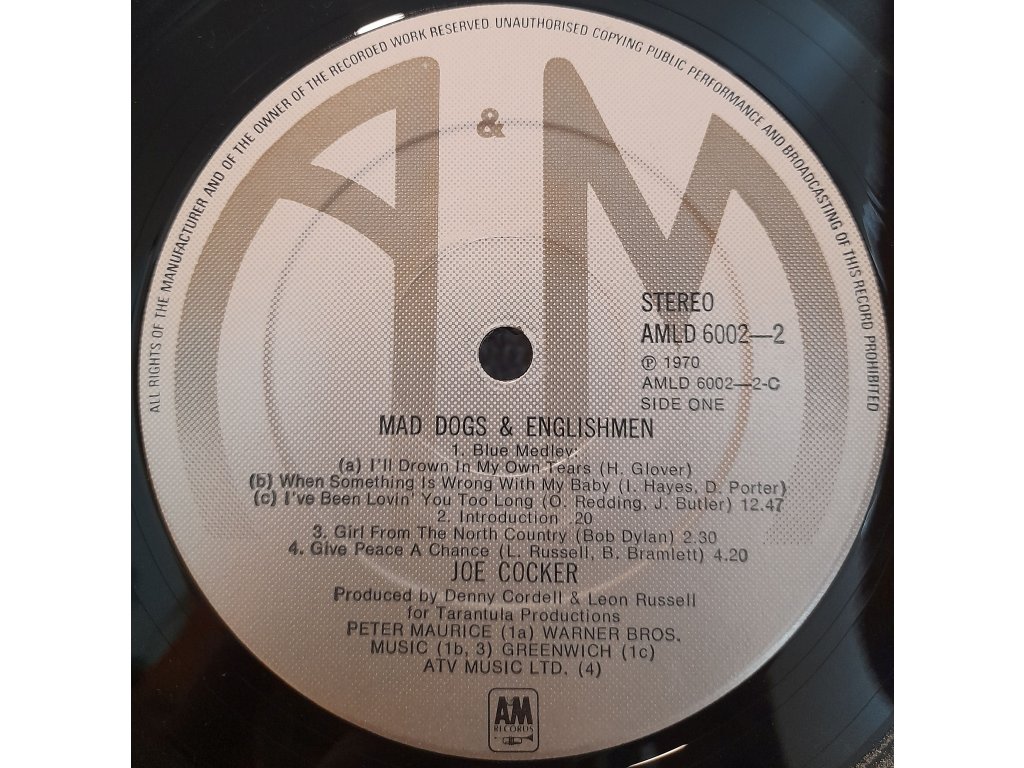 ALL RIGHTS OF THE MANUFACTURER AND OF THE OWNER OF THE RECORDED WORK RESERVED UNAUTHORISED COPYING PUBLIC PERFORMANCE AND BROADCASTING OF THIS RECORD PROHIBITED
A&M
STEREO
AMLD 6002—2
℗ 1970
AMLD 6002—2-C
SIDE ONE
MAD DOGS & ENGLISHMEN
1. Blue Medley
(a) I'll Drown In My Own Tears (H. Glover)
(b) When Something Is Wrong With My Baby (I. Hayes, D. Porter)
(c) I've Been Lovin' You Too Long (O. Redding, J. Butler) 12.47
2. Introduction .20
3. Girl From The North Country (Bob Dylan) 2.30
4. Give Peace A Chance (L. Russell, B. Bramlett) 4.20
JOE COCKER
Produced by Denny Cordell & Leon Russell
for Tarantula Productions
PETER MAURICE (1a) WARNER BROS.
MUSIC (1b, 3) GREENWICH (1c)
ATV MUSIC LTD. (4)
A&M
RECORDS